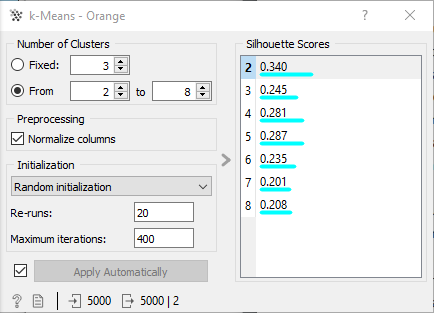 k-Means - Orange
Number of Clusters
Fixed: 3
From 2 to 8
Preprocessing
Normalize columns
Initialization
Random initialization
Re-runs: 20
Maximum iterations: 400
Apply Automatically
5000 5000 | 2
Silhouette Scores
2 0.340
3 0.245
4 0.281
5 0.287
6 0.235
7 0.201
8 0.208